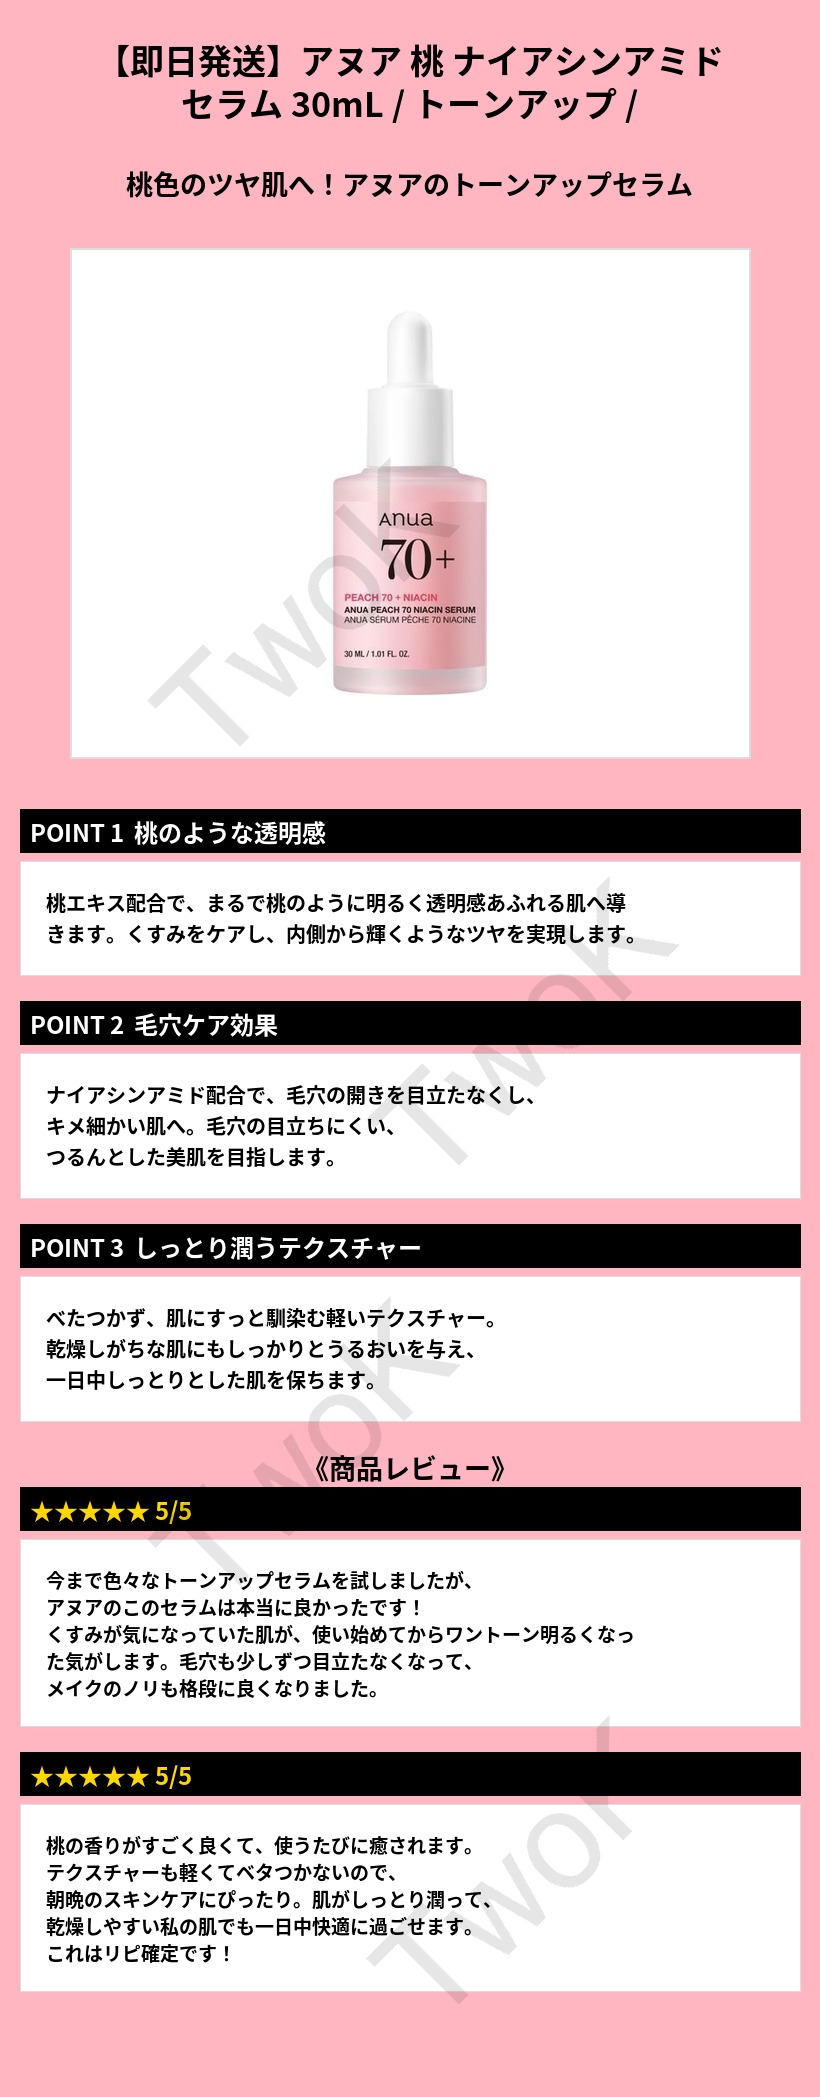 【即日発送】アヌア 桃 ナイアシンアミド
セラム 30mL / トーンアップ /
桃色のツヤ肌へ！アヌアのトーンアップセラム
Anua
70+
PEACH 70 + NIACIN
ANUA PEACH 70 NIACIN SERUM
ANUA SÉRUM PÊCHE 70 NIACINE
30 ML / 1.01 FL. OZ.
TwoK
POINT 1 桃のような透明感
桃エキス配合で、まるで桃のように明るく透明感あふれる肌へ導
きます。くすみをケアし、内側から輝くようなツヤを実現します。
TwoK
POINT 2 毛穴ケア効果
ナイアシンアミド配合で、毛穴の開きを目立たなくし、
キメ細かい肌へ。毛穴の目立ちにくい、
つるんとした美肌を目指します。
POINT 3 しっとり潤うテクスチャー
べたつかず、肌にすっと馴染む軽いテクスチャー。
乾燥しがちな肌にもしっかりとうるおいを与え、
一日中しっとりとした肌を保ちます。
TwoK
《商品レビュー》
★★★★★ 5/5
今まで色々なトーンアップセラムを試しましたが、
アヌアのこのセラムは本当に良かったです！
くすみが気になっていた肌が、使い始めてからワントーン明るくなっ
た気がします。毛穴も少しずつ目立たなくなって、
メイクのノリも格段に良くなりました。
★★★★★ 5/5
桃の香りがすごく良くて、使うたびに癒されます。
テクスチャーも軽くてベタつかないので、
朝晩のスキンケアにぴったり。肌がしっとり潤って、
乾燥しやすい私の肌でも一日中快適に過ごせます。
これはリピ確定です！
TwoK